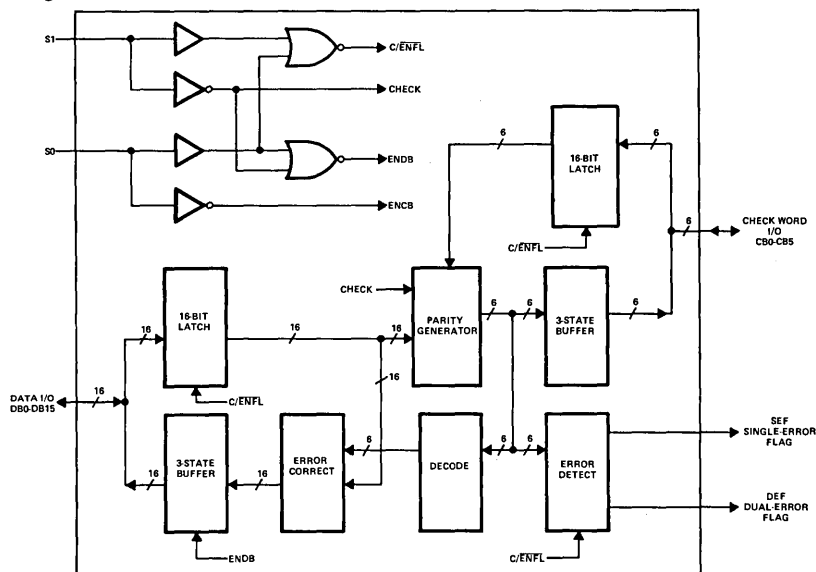 S1
C/ENFL
CHECK
S0
ENDB
ENCB
6
6
16-BIT
LATCH
C/ENFL
6
CHECK WORD
I/O
CB0-CB5
CHECK
16
16-BIT
LATCH
16
16
PARITY
GENERATOR
6
6
3-STATE
BUFFER
6
16
DATA I/O
DB0-DB15
16
C/ENFL
16
3-STATE
BUFFER
16
ERROR
CORRECT
6
DECODE
6
6
ERROR
DETECT
SEF
SINGLE-ERROR
FLAG
DEF
DUAL-ERROR
FLAG
ENDB
C/ENFL